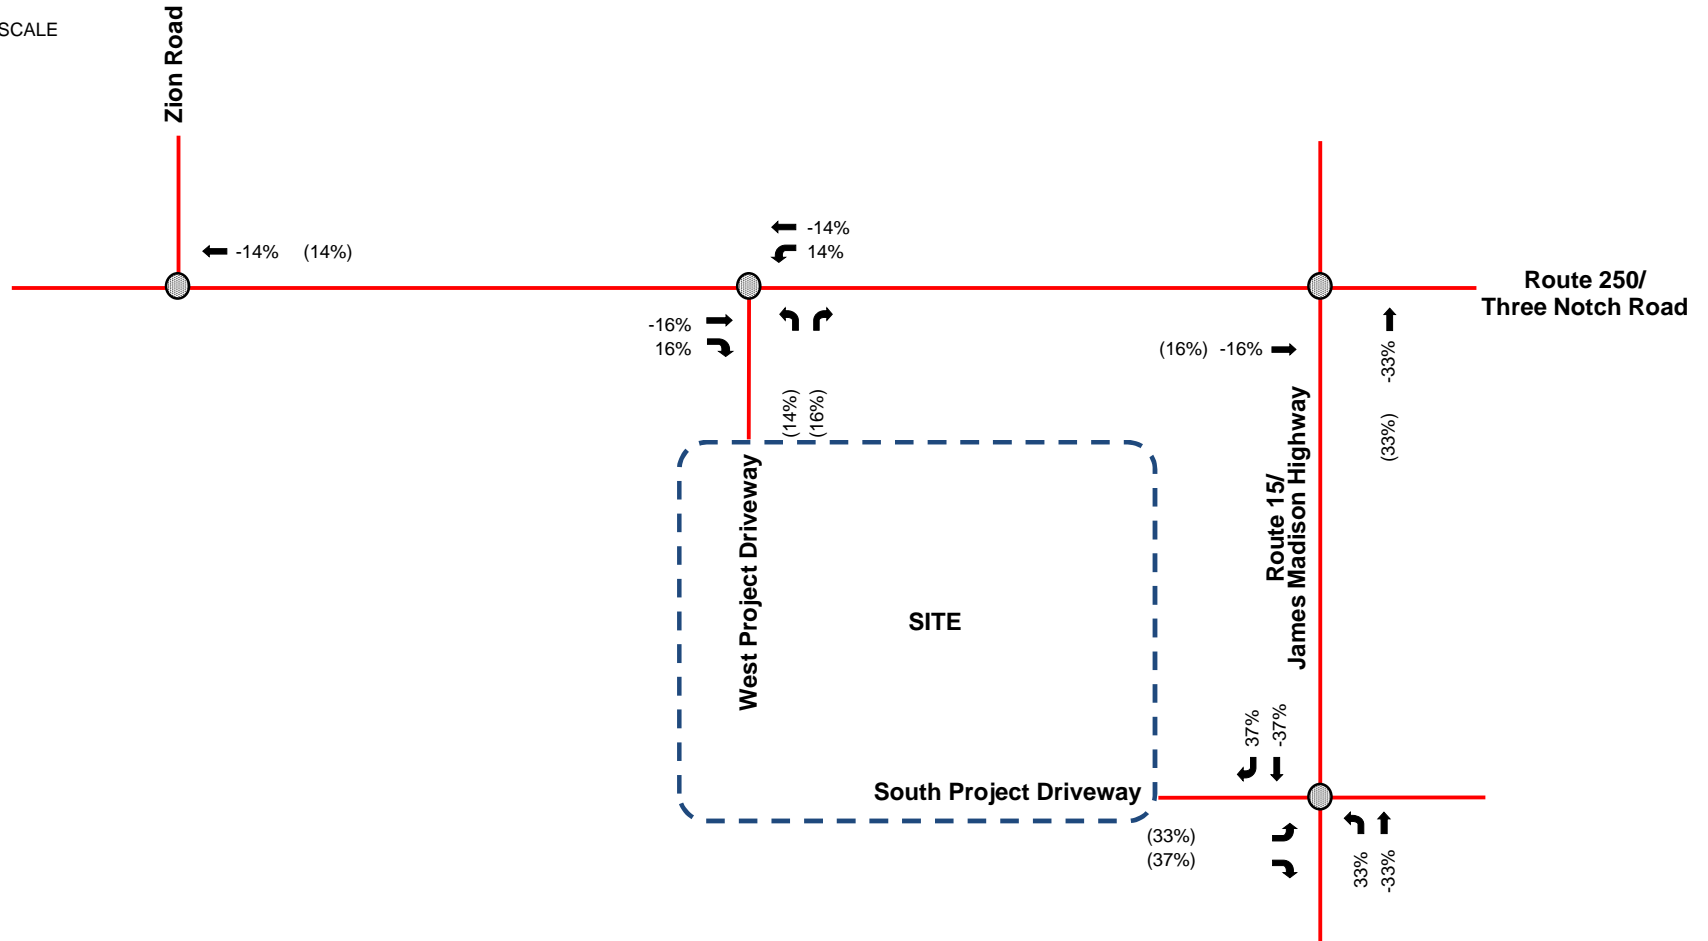 SCALE
Zion Road
-14% (14%)
-14%
14%
Route 250/
Three Notch Road
-16%
16%
(14%)
(16%)
(16%) -16%
-33%
(33%)
Route 15/
James Madison Highway
West Project Driveway
SITE
37%
-37%
South Project Driveway
(33%)
(37%)
33%
-33%